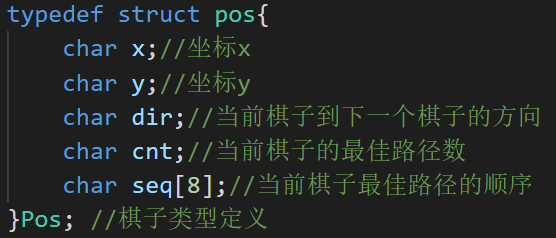 typedef struct pos{
    char x;//坐标x
    char y;//坐标y
    char dir;//当前棋子到下一个棋子的方向
    char cnt;//当前棋子的最佳路径数
    char seq[8];//当前棋子最佳路径的顺序
}Pos; //棋子类型定义